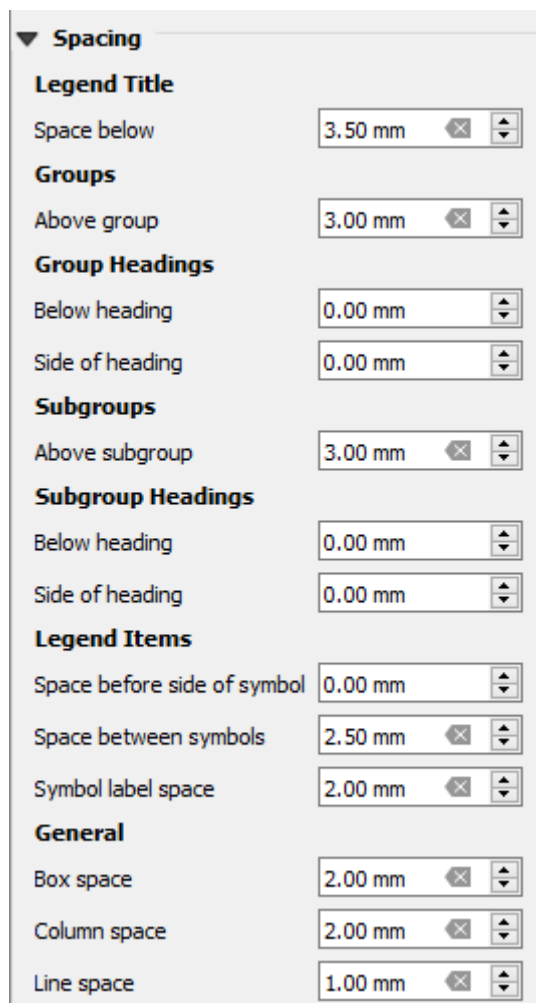 Spacing
Legend Title
Space below 3.50 mm
Groups
Above group 3.00 mm
Group Headings
Below heading 0.00 mm
Side of heading 0.00 mm
Subgroups
Above subgroup 3.00 mm
Subgroup Headings
Below heading 0.00 mm
Side of heading 0.00 mm
Legend Items
Space before side of symbol 0.00 mm
Space between symbols 2.50 mm
Symbol label space 2.00 mm
General
Box space 2.00 mm
Column space 2.00 mm
Line space 1.00 mm